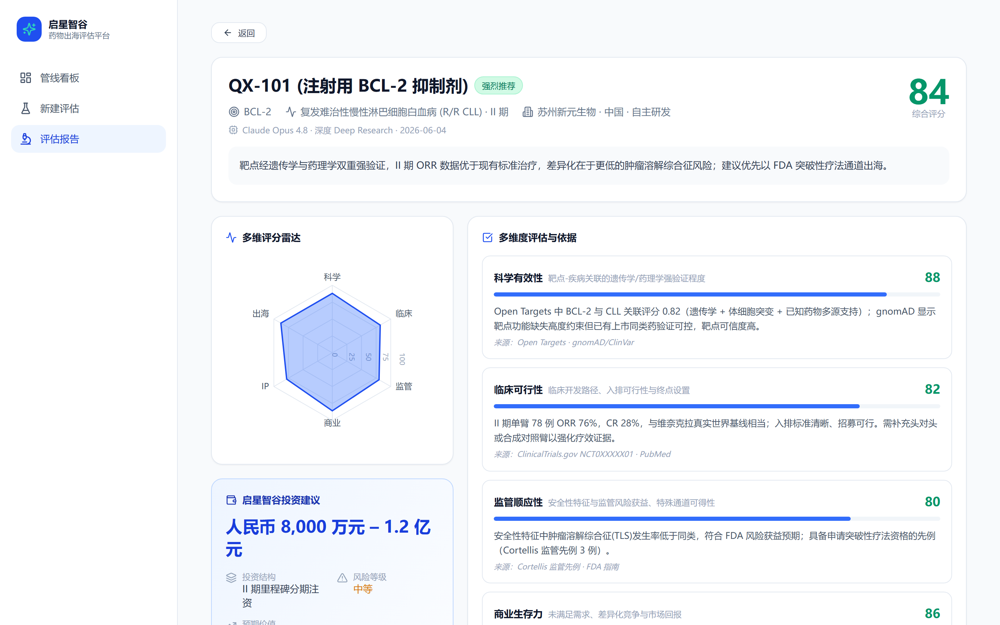 启星智谷
药物出海评估平台
管线看板
新建评估
评估报告
返回
QX-101 (注射用 BCL-2 抑制剂) 强烈推荐
84
综合评分
BCL-2 复发难治性慢性淋巴细胞白血病 (R/R CLL) · II 期 苏州新元生物 · 中国 · 自主研发
Claude Opus 4.8 · 深度 Deep Research · 2026-06-04
靶点经遗传学与药理学双重强验证，II 期 ORR 数据优于现有标准治疗，差异化在于更低的肿瘤溶解综合征风险；建议优先以 FDA 突破性疗法通道出海。
多维评分雷达
科学
出海
临床
0 25 50 75 100
IP
监管
商业
启星智谷投资建议
人民币 8,000 万元 – 1.2 亿
元
投资结构
II 期里程碑分期注
资
风险等级
中等
预期价值
多维度评估与依据
科学有效性 靶点-疾病关联的遗传学/药理学强验证程度 88
Open Targets 中 BCL-2 与 CLL 关联评分 0.82（遗传学 + 体细胞突变 + 已知药物多源支持）；gnomAD 显示
靶点功能缺失高度约束但已有上市同类药验证可控，靶点可信度高。
来源：Open Targets · gnomAD/ClinVar
临床可行性 临床开发路径、入排可行性与终点设置 82
II 期单臂 78 例 ORR 76%，CR 28%，与维奈克拉真实世界基线相当；入排标准清晰、招募可行。需补充头对头
或合成对照臂以强化疗效证据。
来源：ClinicalTrials.gov NCT0XXXXX01 · PubMed
监管顺应性 安全性特征与监管风险获益、特殊通道可得性 80
安全性特征中肿瘤溶解综合征(TLS)发生率低于同类，符合 FDA 风险获益预期；具备申请突破性疗法资格的先例
（Cortellis 监管先例 3 例）。
来源：Cortellis 监管先例 · FDA 指南
商业生存力 未满足需求、差异化竞争与市场回报 86